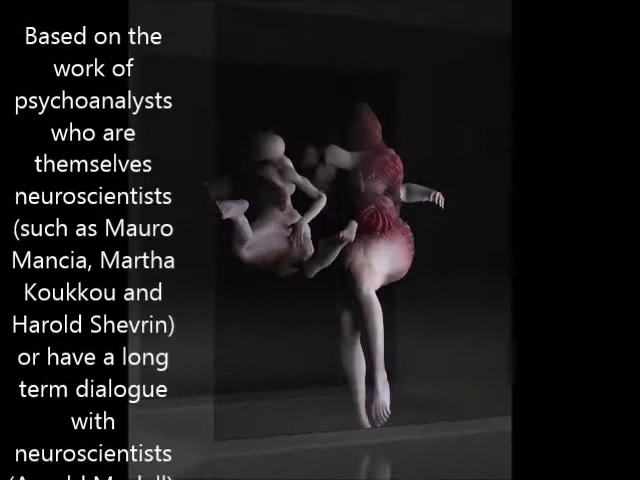 Based on the
work of
psychoanalysts
who are
themselves
neuroscientists
(such as Mauro
Mancia, Martha
Koukkou and
Harold Shevrin)
or have a long
term dialogue
with
neuroscientists